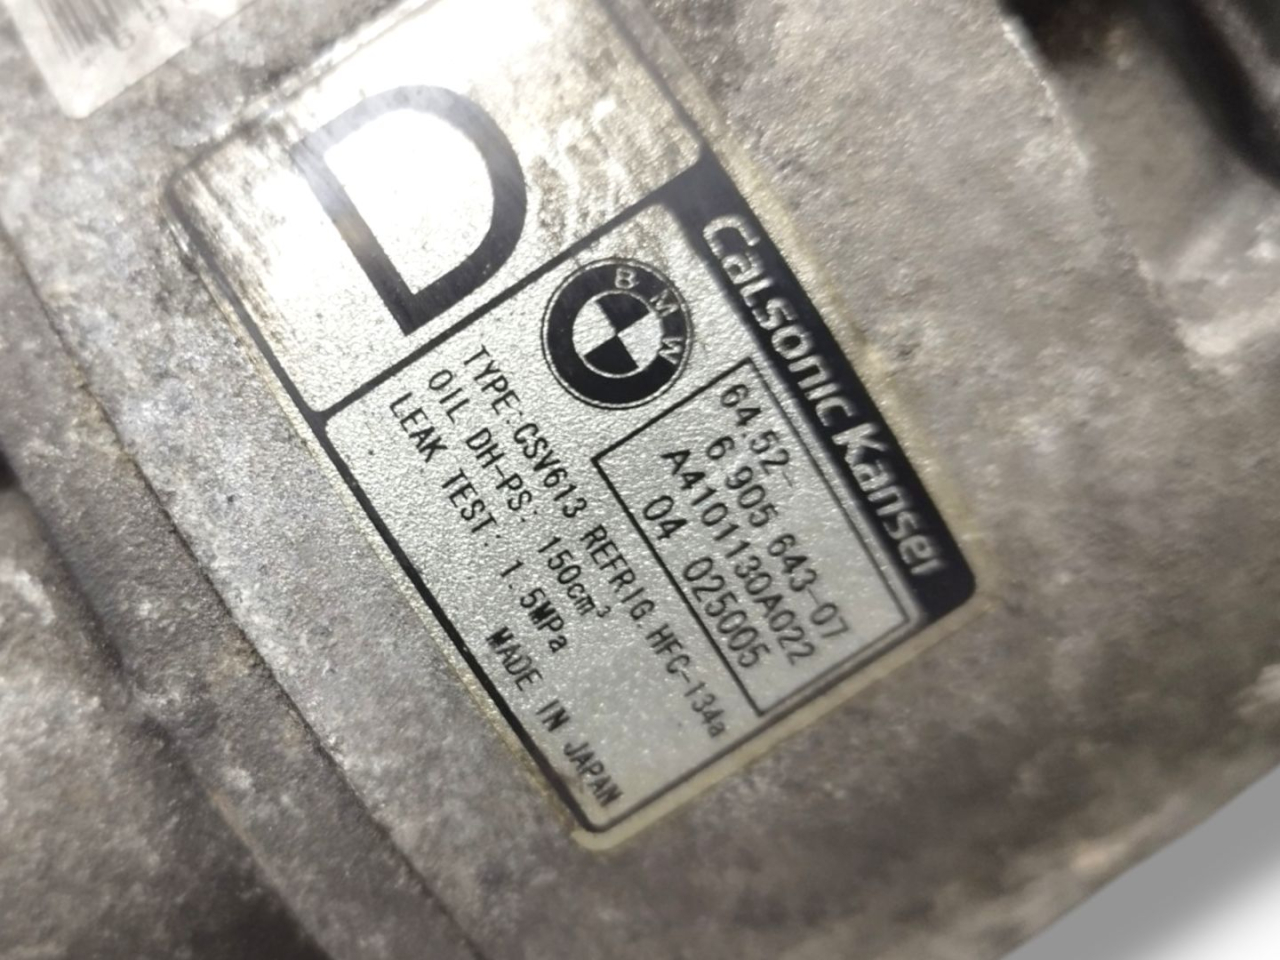 D
Calsonic Kansei
BMW
64.52-
6 905 643-07
A4101130A022
04 025005
TYPE:CSV613 REFRIG HFC-134a
OIL DH-PS: 150cm³
LEAK TEST: 1.5MPa
MADE IN JAPAN